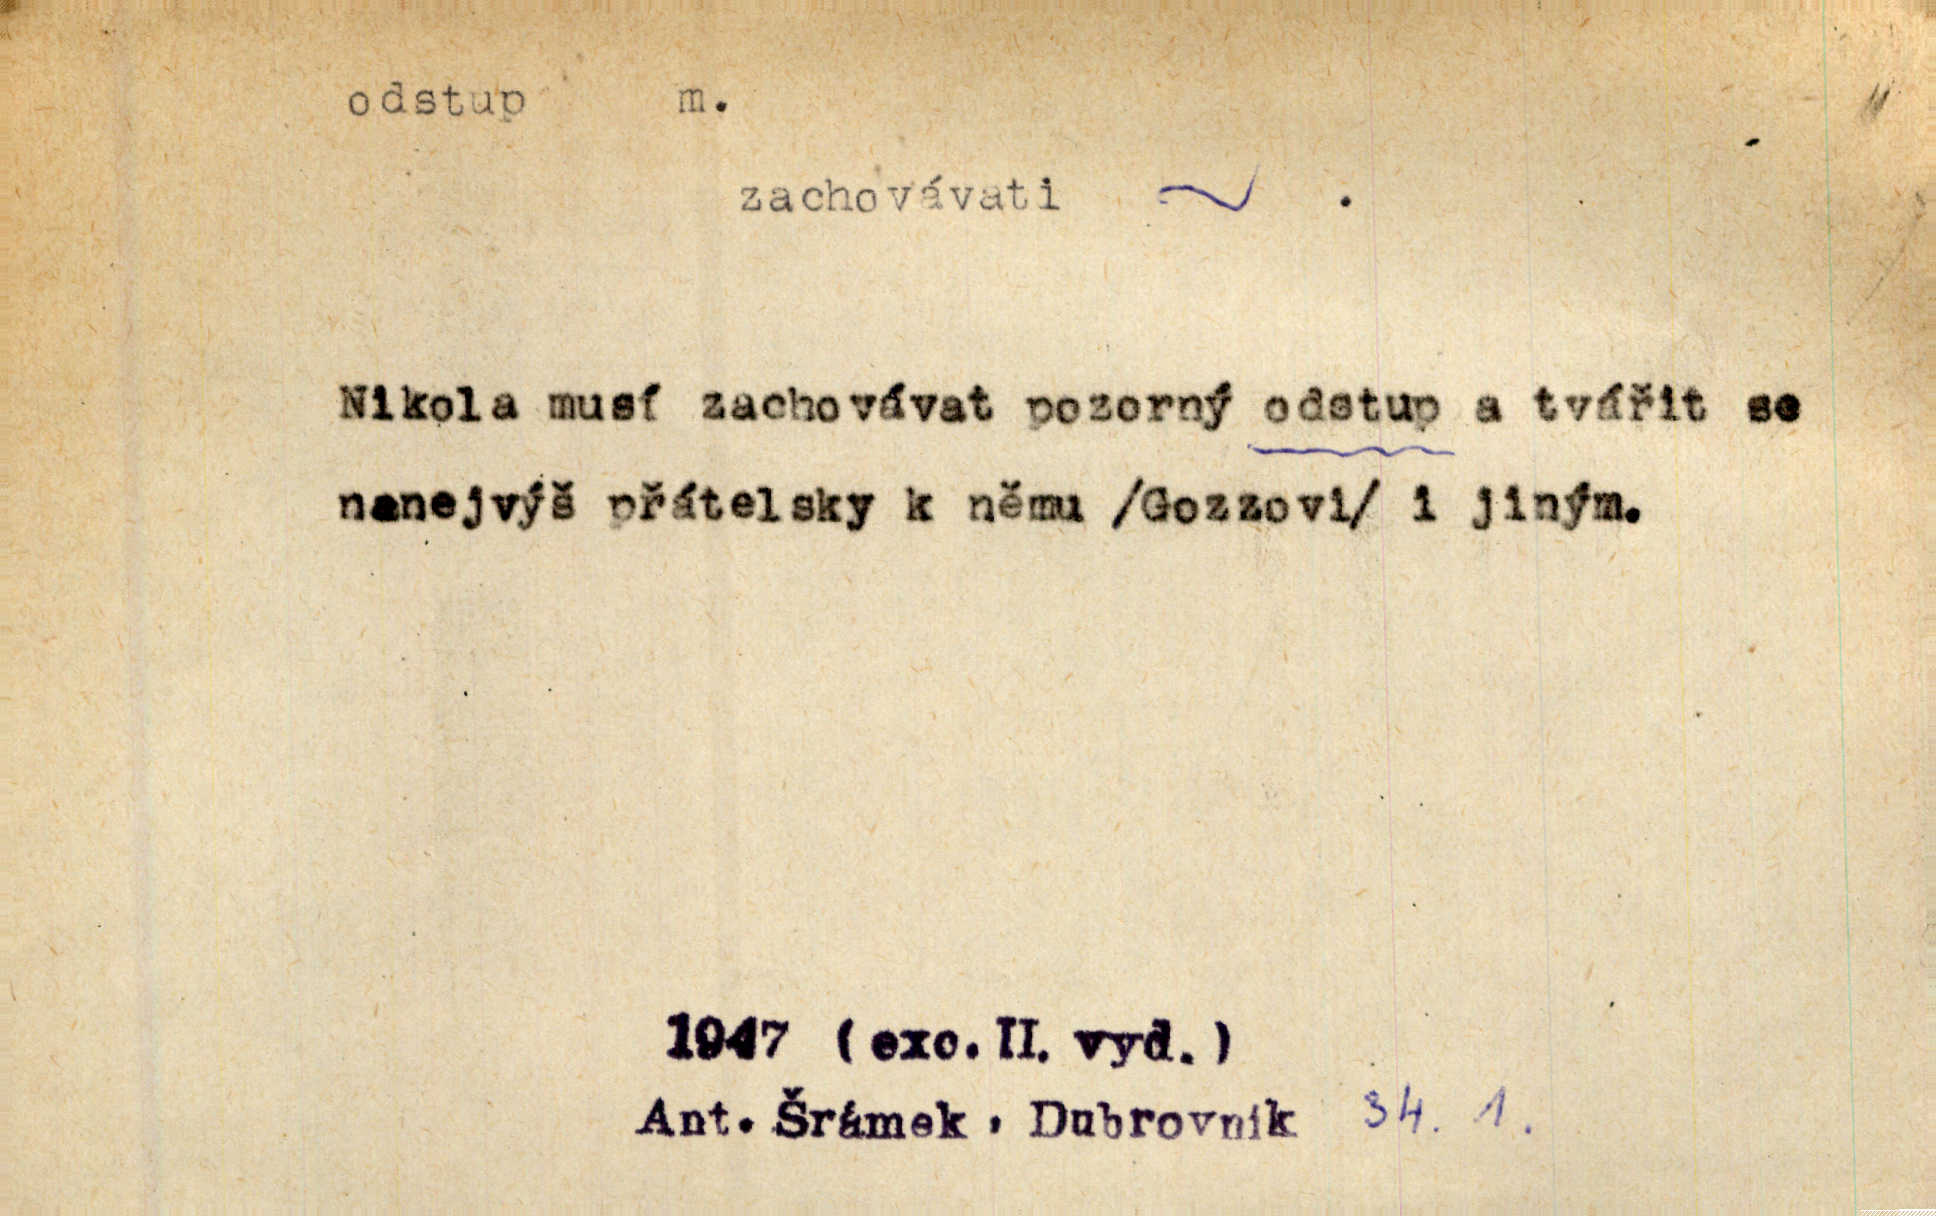 odstup m.
zachovávati ~ .
Nikola musí zachovávat pozorný odstup a tvářit se
nanejvýš přátelsky k němu /Gozzovi/ i jiným.
1947 (exc. II. vyd.)
Ant. Šrámek, Dubrovnik 34. 1.